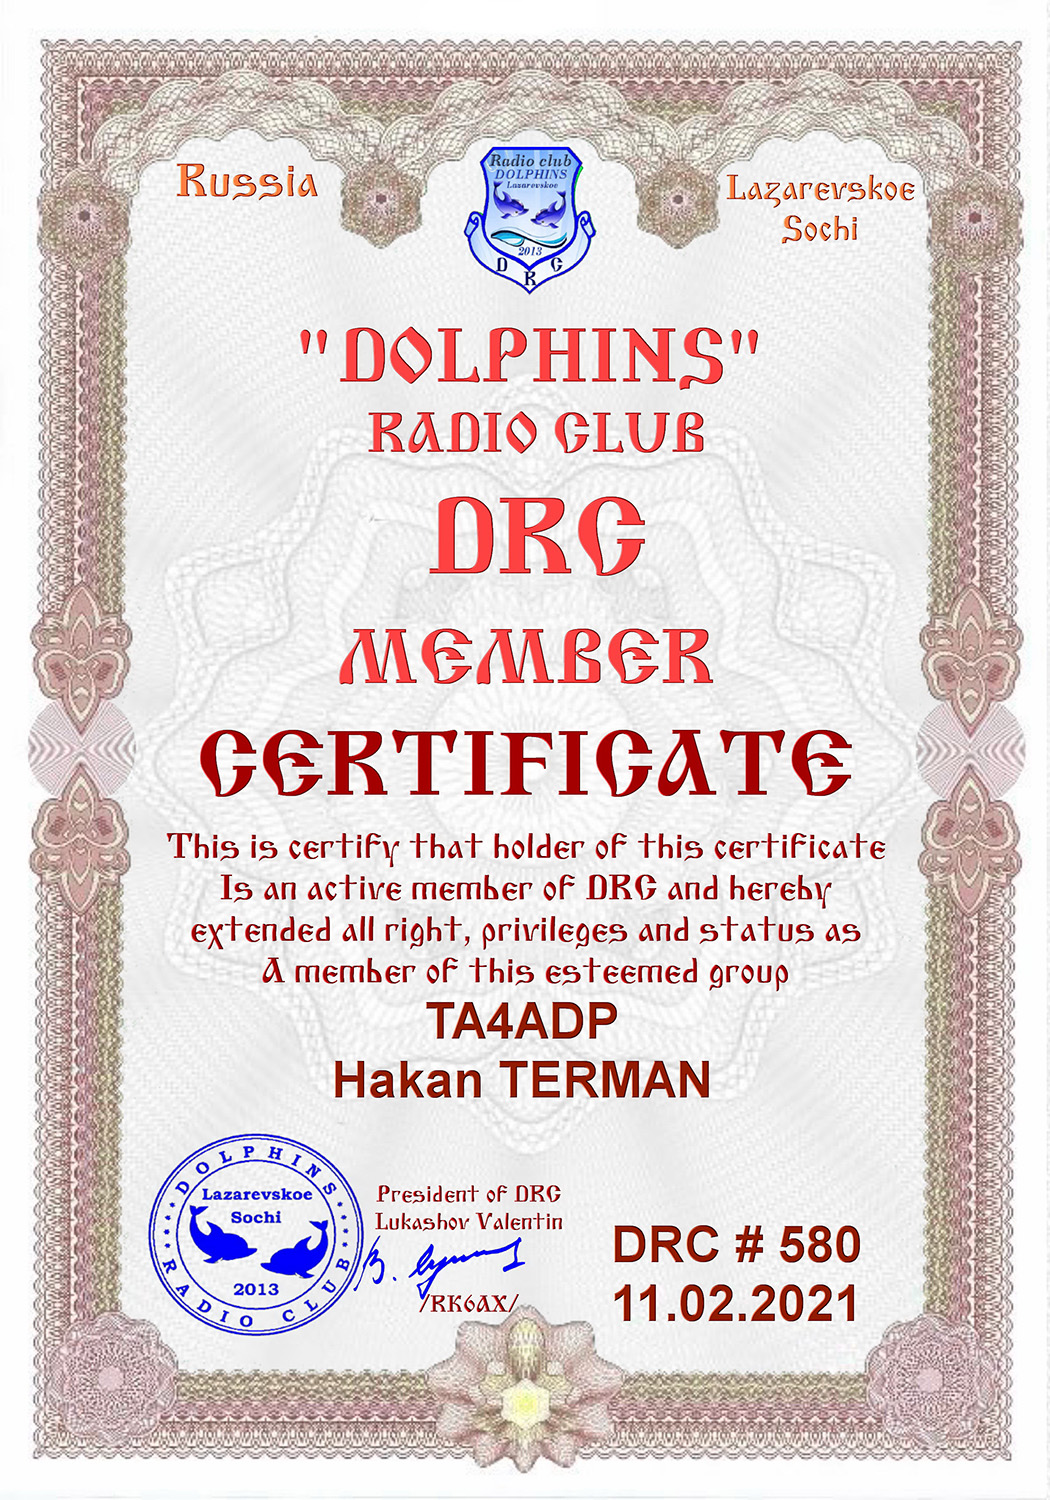 Russia
Radio club
DOLPHINS
Lazarevskoe
2013
D R C
Lazarevskoe
Sochi
"DOLPHINS"
RADIO CLUB
DRC
MEMBER
CERTIFICATE
This is certify that holder of this certificate
Is an active member of DRC and hereby
extended all right, privileges and status as
A member of this esteemed group
TA4ADP
Hakan TERMAN
DOLPHINS
Lazarevskoe
Sochi
2013
RADIO CLUB
President of DRC
Lukashov Valentin
/RK6AX/
DRC # 580
11.02.2021